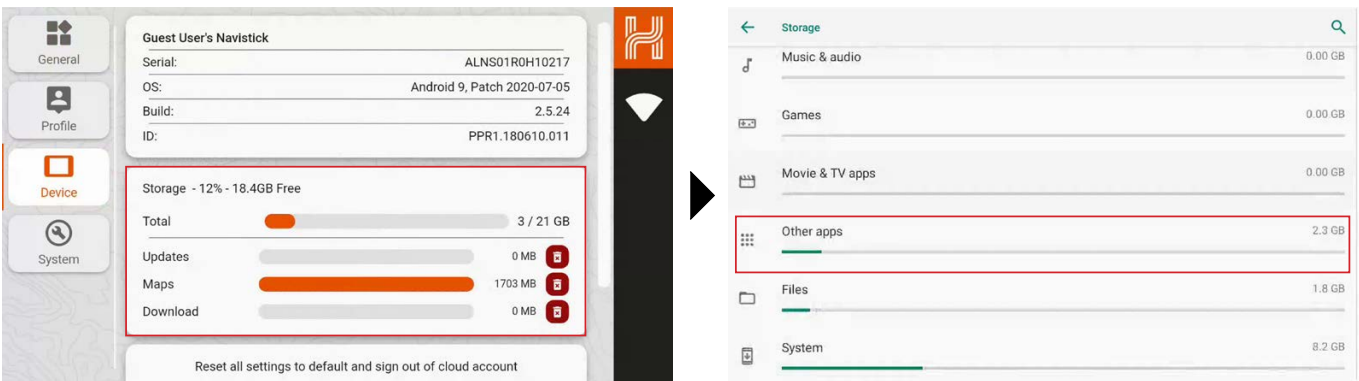 General
Profile
Device
System
Guest User's Navistick
Serial: ALNS01R0H10217
OS: Android 9, Patch 2020-07-05
Build: 2.5.24
ID: PPR1.180610.011
Storage - 12% - 18.4GB Free
Total 3 / 21 GB
Updates 0 MB
Maps 1703 MB
Download 0 MB
Reset all settings to default and sign out of cloud account
Storage
Music & audio 0.00 GB
Games 0.00 GB
Movie & TV apps 0.00 GB
Other apps 2.3 GB
Files 1.8 GB
System 8.2 GB